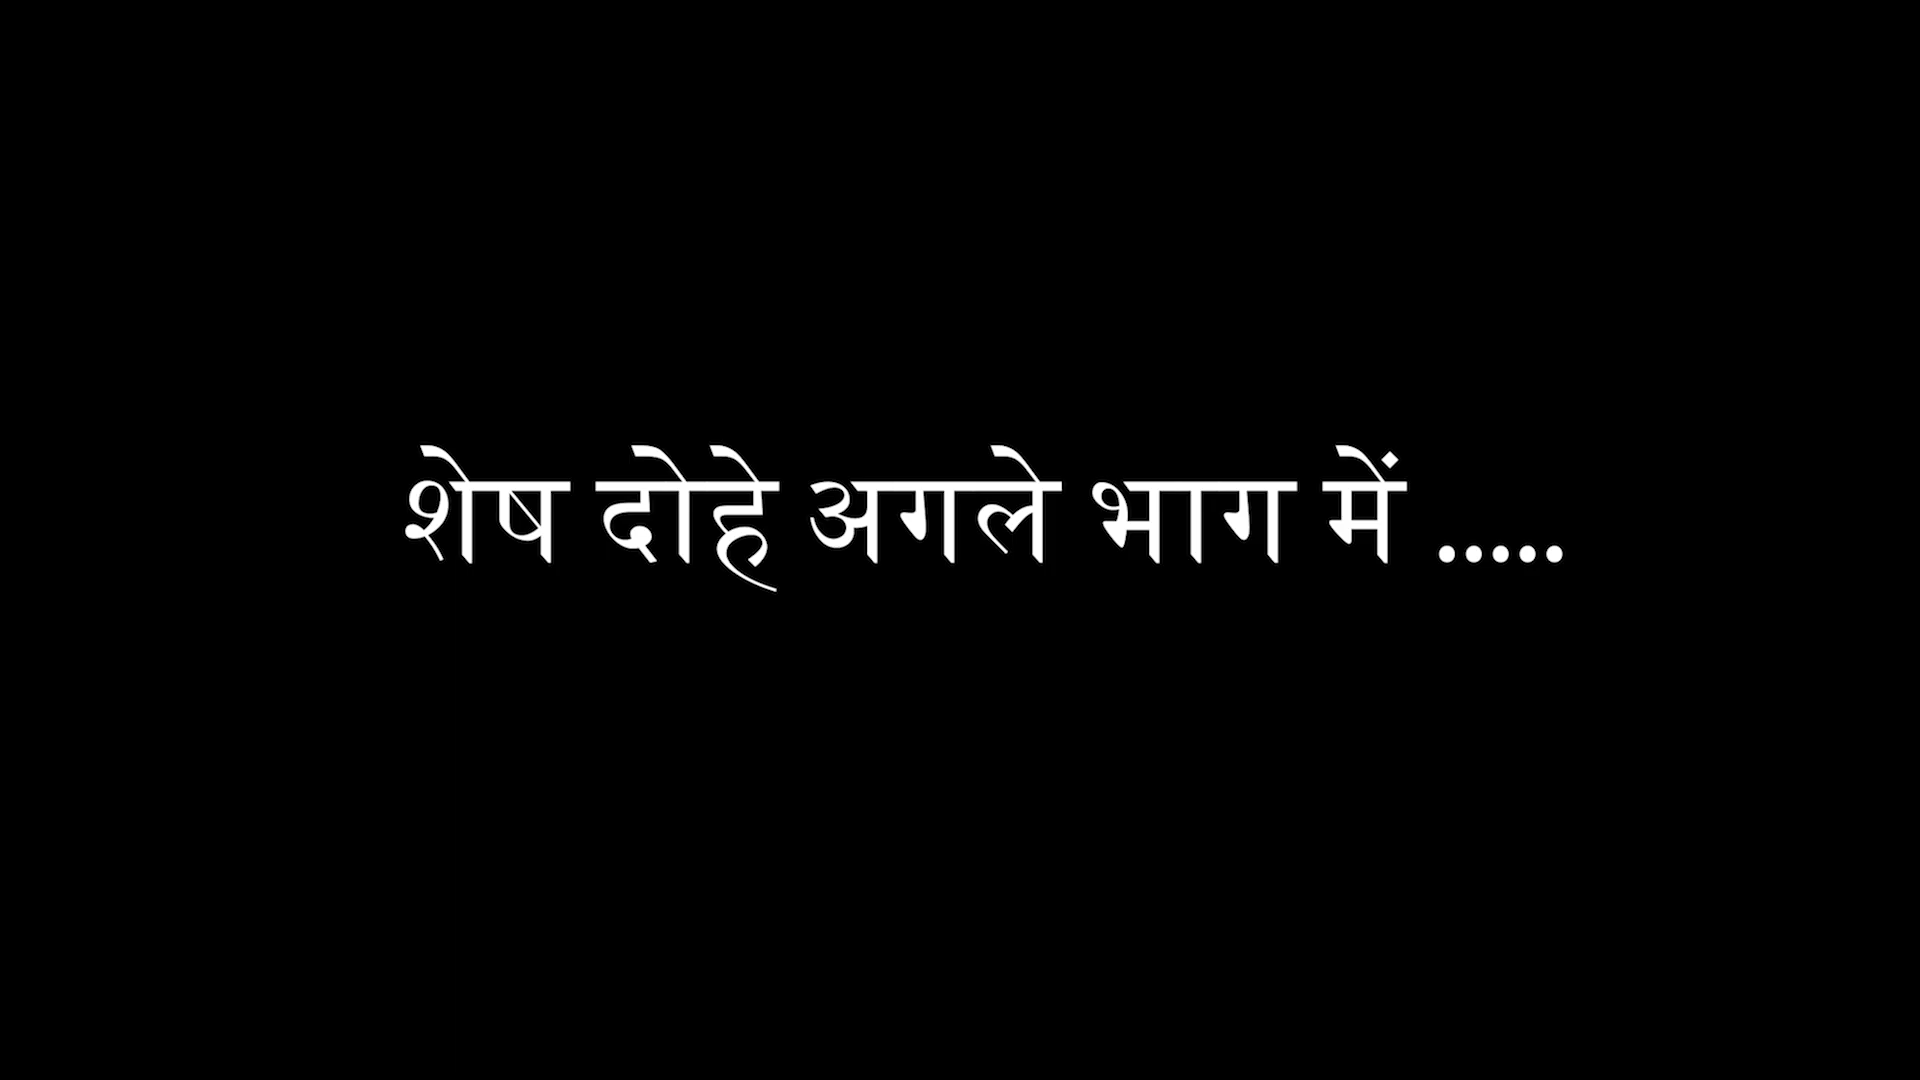 शेष दोहे अगले भाग में .....